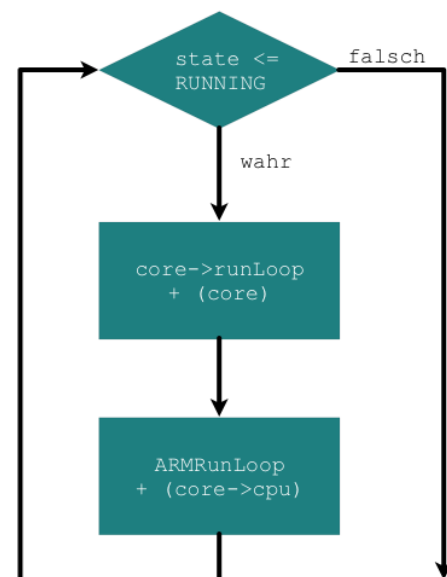 state <=
RUNNING
falsch
wahr
core->runLoop
+ (core)
ARMRunLoop
+ (core->cpu)